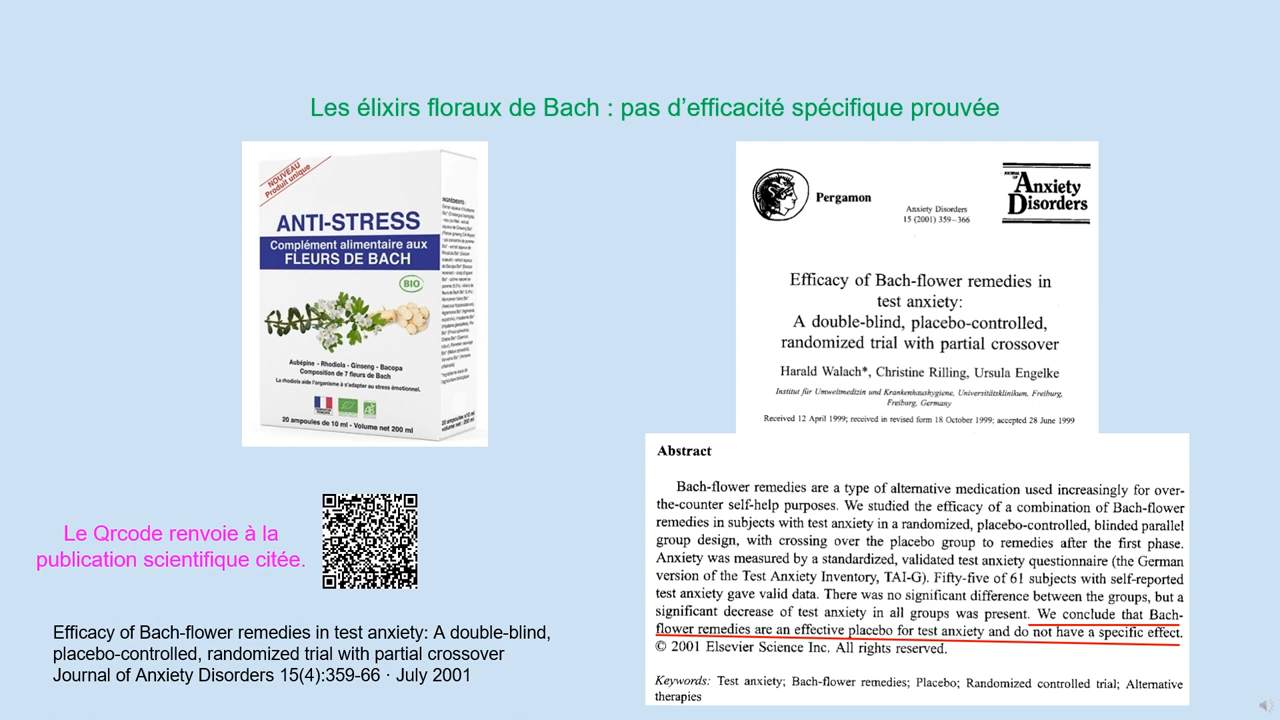 Les élixirs floraux de Bach : pas d’efficacité spécifique prouvée
NOUVEAU
Produit unique
ANTI-STRESS
Complément alimentaire aux
FLEURS DE BACH
BIO
Aubépine - Rhodiola - Ginseng - Bacopa
Composition de 7 fleurs de Bach
La rhodiola aide l'organisme à s'adapter au stress émotionnel.
20 ampoules de 10 ml - Volume net 200 ml
INGRÉDIENTS
Pergamon
Anxiety Disorders
15 (2001) 359–366
JOURNAL OF
Anxiety
Disorders
Efficacy of Bach-flower remedies in
test anxiety:
A double-blind, placebo-controlled,
randomized trial with partial crossover
Harald Walach*, Christine Rilling, Ursula Engelke
Institut für Umweltmedizin und Krankenhaushygiene, Universitätsklinikum, Freiburg,
Freiburg, Germany
Received 12 April 1999; received in revised form 18 October 1999; accepted 28 June 1999
Abstract
Bach-flower remedies are a type of alternative medication used increasingly for over-
the-counter self-help purposes. We studied the efficacy of a combination of Bach-flower
remedies in subjects with test anxiety in a randomized, placebo-controlled, blinded parallel
group design, with crossing over the placebo group to remedies after the first phase.
Anxiety was measured by a standardized, validated test anxiety questionnaire (the German
version of the Test Anxiety Inventory, TAI-G). Fifty-five of 61 subjects with self-reported
test anxiety gave valid data. There was no significant difference between the groups, but a
significant decrease of test anxiety in all groups was present. We conclude that Bach-
flower remedies are an effective placebo for test anxiety and do not have a specific effect.
© 2001 Elsevier Science Inc. All rights reserved.
Keywords: Test anxiety; Bach-flower remedies; Placebo; Randomized controlled trial; Alternative
therapies
Le Qrcode renvoie à la
publication scientifique citée.
Efficacy of Bach-flower remedies in test anxiety: A double-blind,
placebo-controlled, randomized trial with partial crossover
Journal of Anxiety Disorders 15(4):359-66 · July 2001